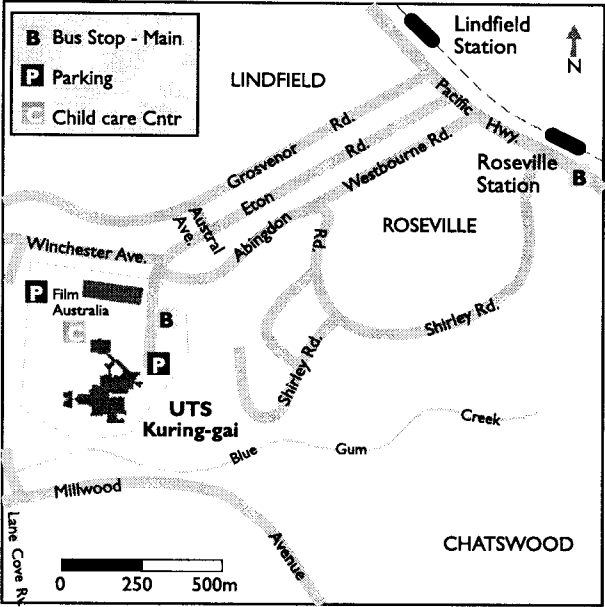 B Bus Stop - Main
P Parking
C Child care Cntr
Lindfield
Station
N
LINDFIELD
Pacific Hwy.
Grosvenor Rd.
Eton Rd.
Westbourne Rd.
Roseville
Station
B
Austral
Ave.
Abingdon Rd.
ROSEVILLE
Winchester Ave.
P Film
Australia
B
C
P
Shirley Rd.
Shirley Rd.
UTS
Kuring-gai
Blue Gum Creek
Millwood Avenue
Lane Cove Rv.
CHATSWOOD
0 250 500m